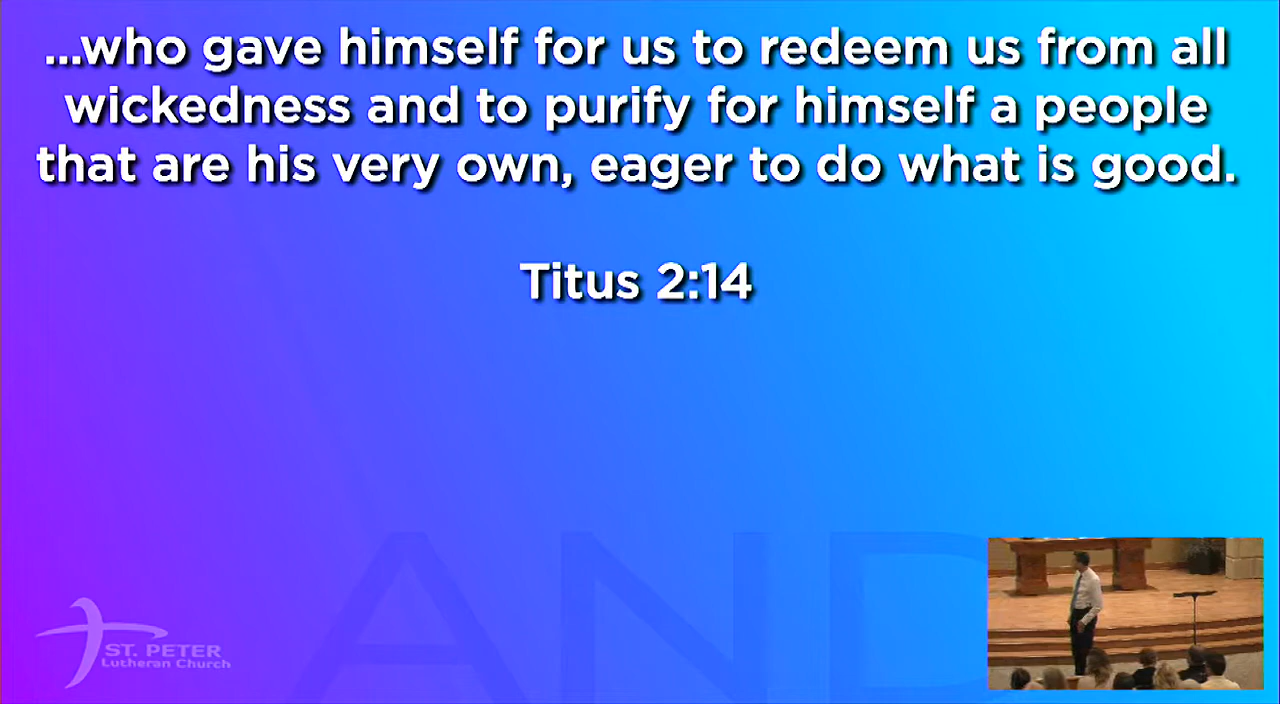 ...who gave himself for us to redeem us from all
wickedness and to purify for himself a people
that are his very own, eager to do what is good.
Titus 2:14
AND
ST. PETER
Lutheran Church